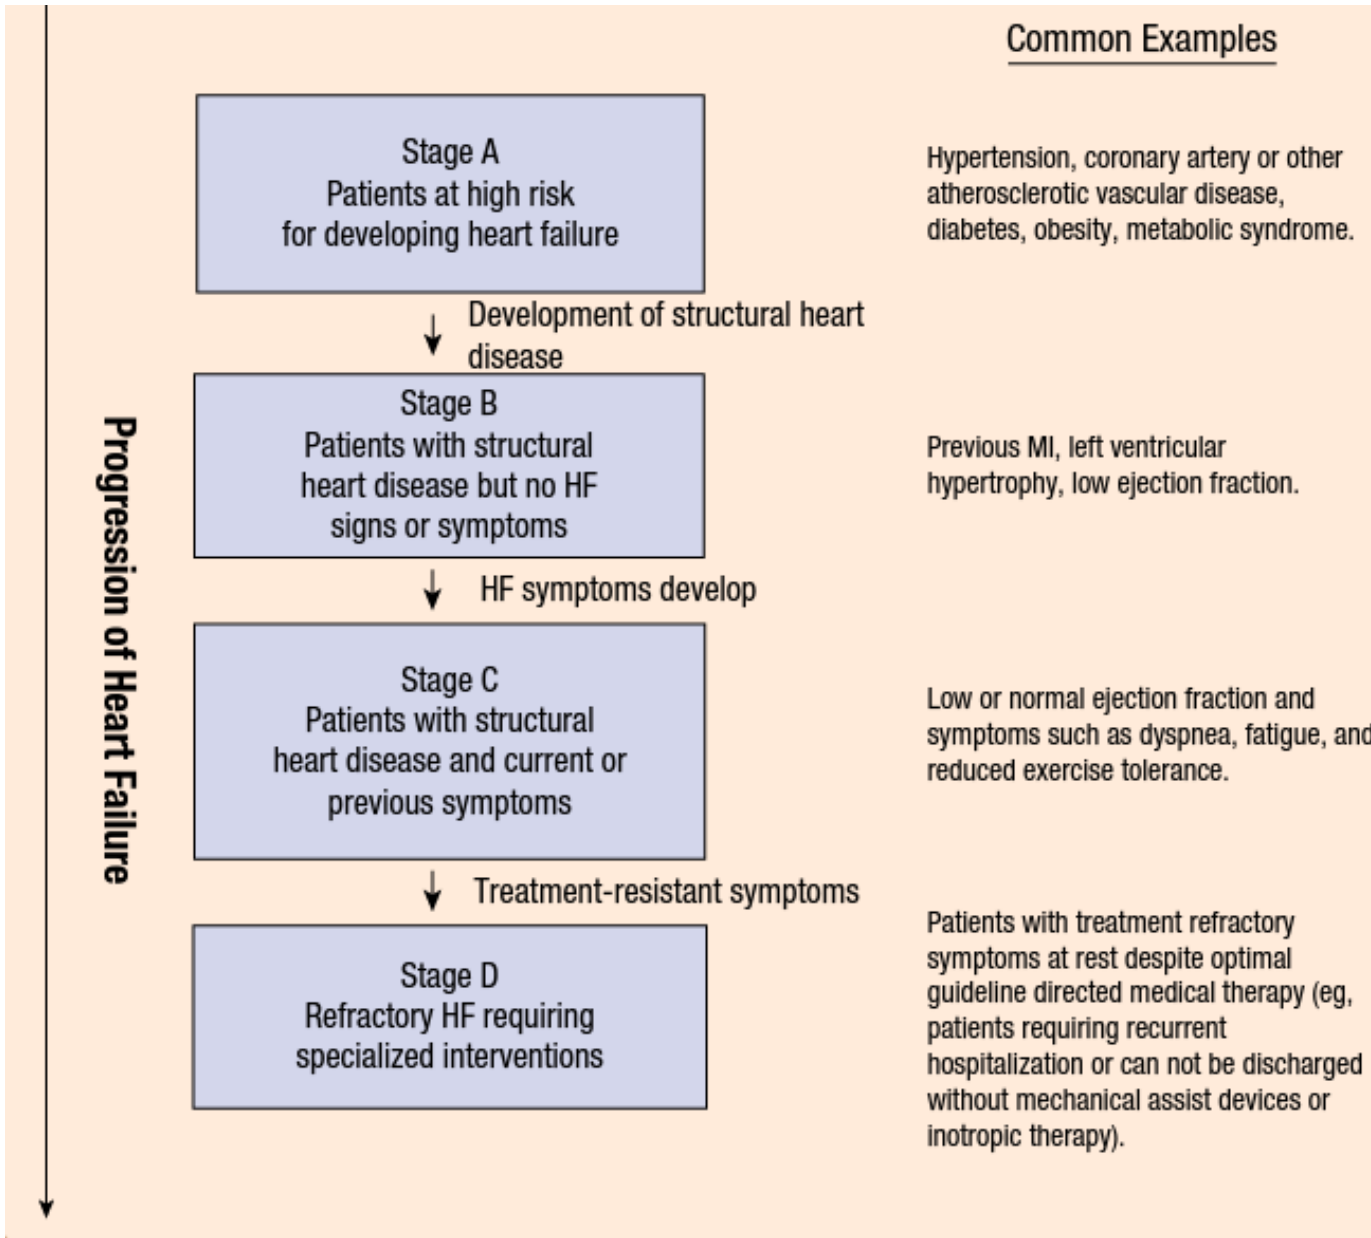 Common Examples
Stage A
Patients at high risk
for developing heart failure
Hypertension, coronary artery or other
atherosclerotic vascular disease,
diabetes, obesity, metabolic syndrome.
Development of structural heart
disease
Stage B
Patients with structural
heart disease but no HF
signs or symptoms
Previous MI, left ventricular
hypertrophy, low ejection fraction.
HF symptoms develop
Progression of Heart Failure
Stage C
Patients with structural
heart disease and current or
previous symptoms
Low or normal ejection fraction and
symptoms such as dyspnea, fatigue, and
reduced exercise tolerance.
Treatment-resistant symptoms
Stage D
Refractory HF requiring
specialized interventions
Patients with treatment refractory
symptoms at rest despite optimal
guideline directed medical therapy (eg,
patients requiring recurrent
hospitalization or can not be discharged
without mechanical assist devices or
inotropic therapy).